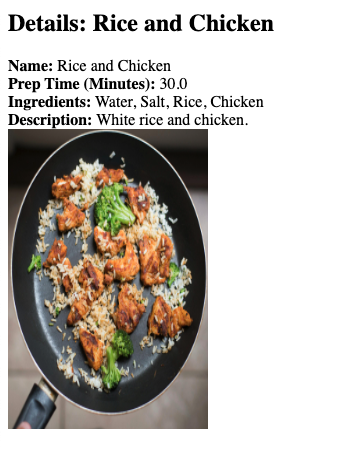 Details: Rice and Chicken
Name: Rice and Chicken
Prep Time (Minutes): 30.0
Ingredients: Water, Salt, Rice, Chicken
Description: White rice and chicken.